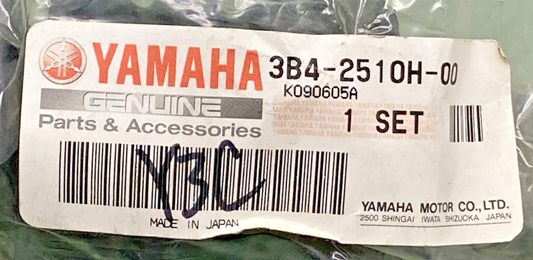 YAMAHA 3B4-2510H-00
K090605A
GENUINE
1 SET
Parts & Accessories
Y3C
MADE IN JAPAN
YAMAHA MOTOR CO., LTD.
2500 SHINGAI IWATA SHIZUOKA, JAPAN